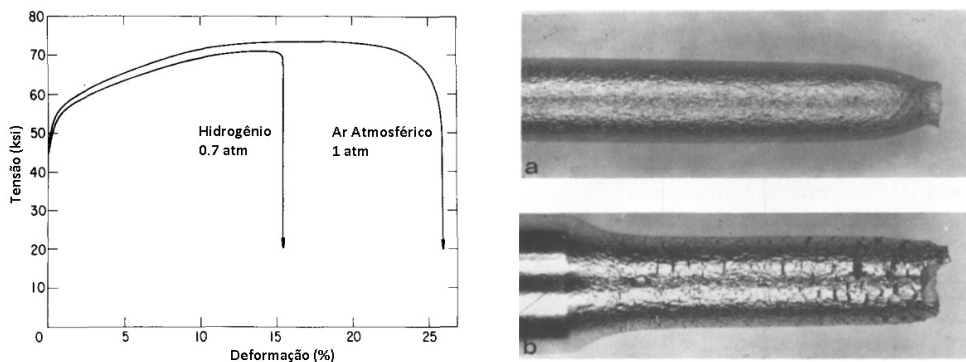 80
70
60
50
40
30
20
10
0
Tensão (ksi)
Hidrogênio
0.7 atm
Ar Atmosférico
1 atm
5
10
15
20
25
Deformação (%)
a
b